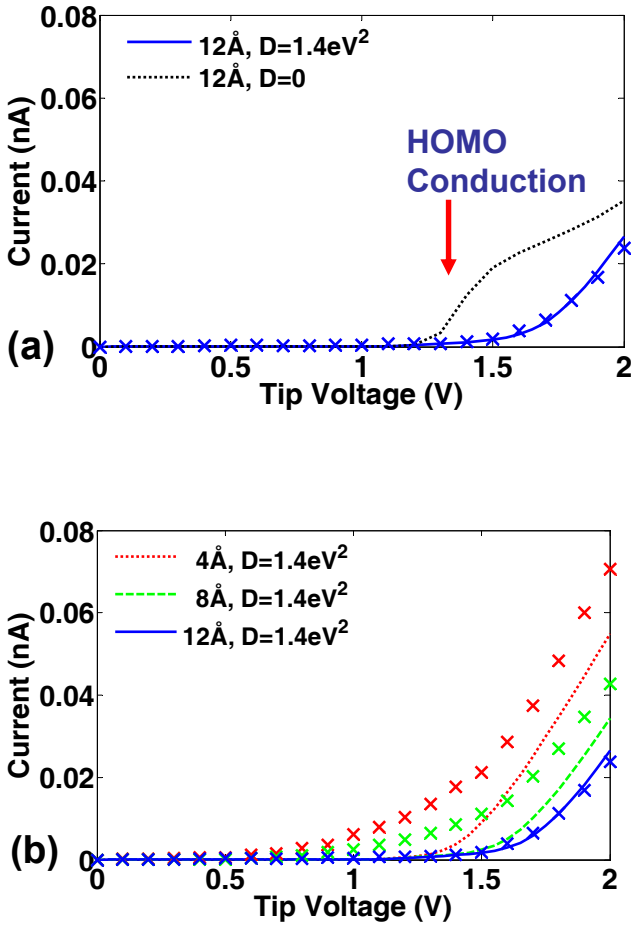 12Å, D=1.4eV²
12Å, D=0
0.08
0.06
0.04
0.02
0
Current (nA)
HOMO
Conduction
(a)
0 0.5 1 1.5 2
Tip Voltage (V)
4Å, D=1.4eV²
8Å, D=1.4eV²
12Å, D=1.4eV²
0.08
0.06
0.04
0.02
0
Current (nA)
(b)
0 0.5 1 1.5 2
Tip Voltage (V)